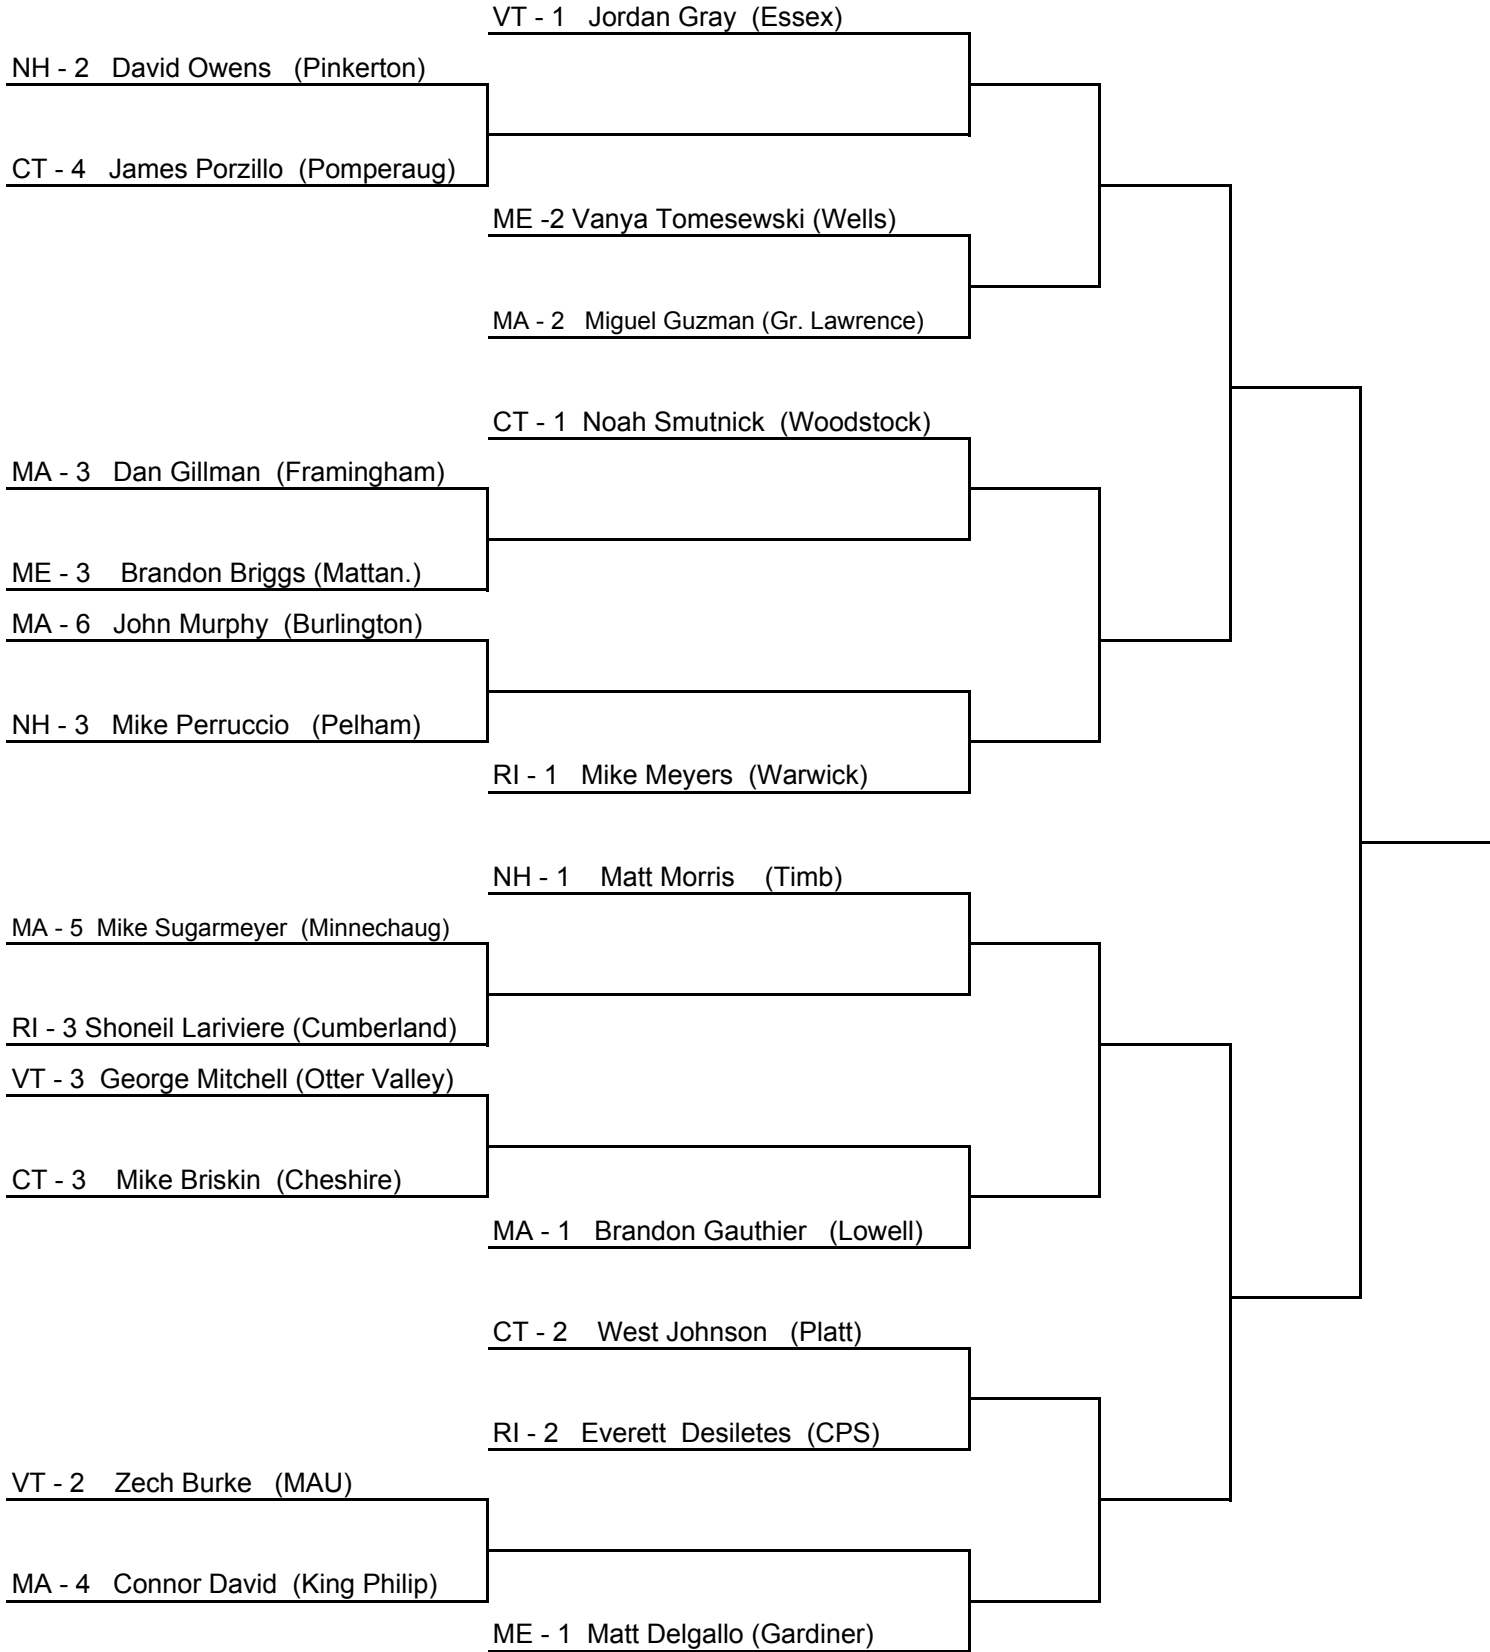 VT - 1 Jordan Gray (Essex)
NH - 2 David Owens (Pinkerton)
CT - 4 James Porzillo (Pomperaug)
ME -2 Vanya Tomesewski (Wells)
MA - 2 Miguel Guzman (Gr. Lawrence)
CT - 1 Noah Smutnick (Woodstock)
MA - 3 Dan Gillman (Framingham)
ME - 3 Brandon Briggs (Mattan.)
MA - 6 John Murphy (Burlington)
NH - 3 Mike Perruccio (Pelham)
RI - 1 Mike Meyers (Warwick)
NH - 1 Matt Morris (Timb)
MA - 5 Mike Sugarmeyer (Minnechaug)
RI - 3 Shoneil Lariviere (Cumberland)
VT - 3 George Mitchell (Otter Valley)
CT - 3 Mike Briskin (Cheshire)
MA - 1 Brandon Gauthier (Lowell)
CT - 2 West Johnson (Platt)
RI - 2 Everett Desiletes (CPS)
VT - 2 Zech Burke (MAU)
MA - 4 Connor David (King Philip)
ME - 1 Matt Delgallo (Gardiner)